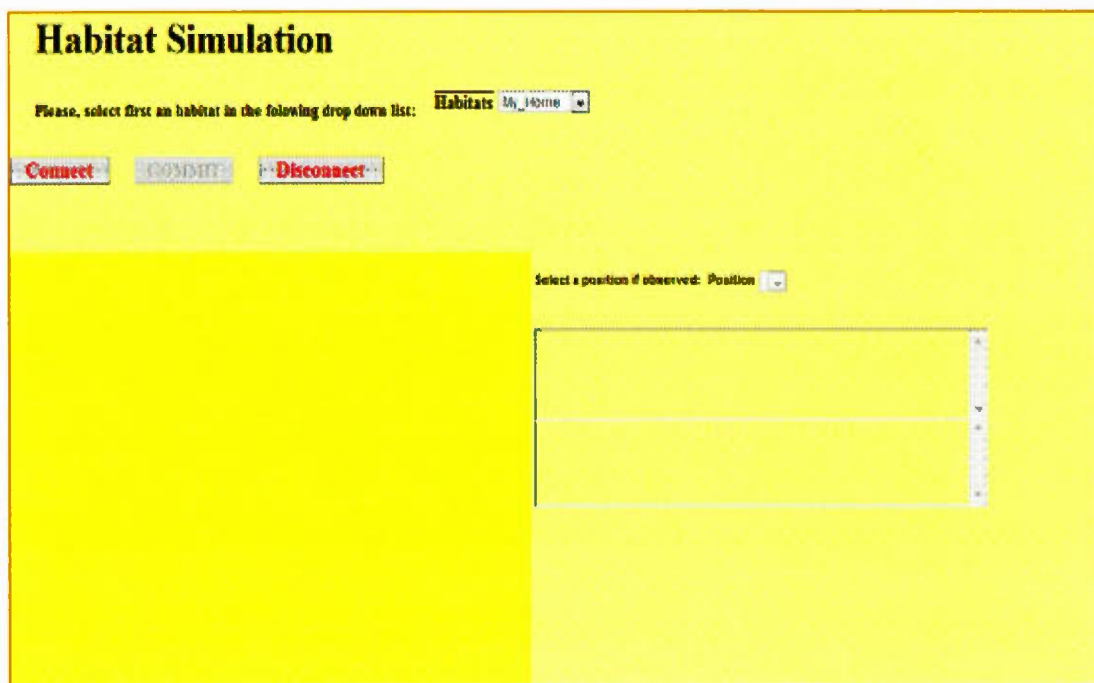 Habitat Simulation
Please, select first an habitat in the folowing drop down list: Habitats My_Home
Connect COMMIT Disconnect
Select a position if observed: Position